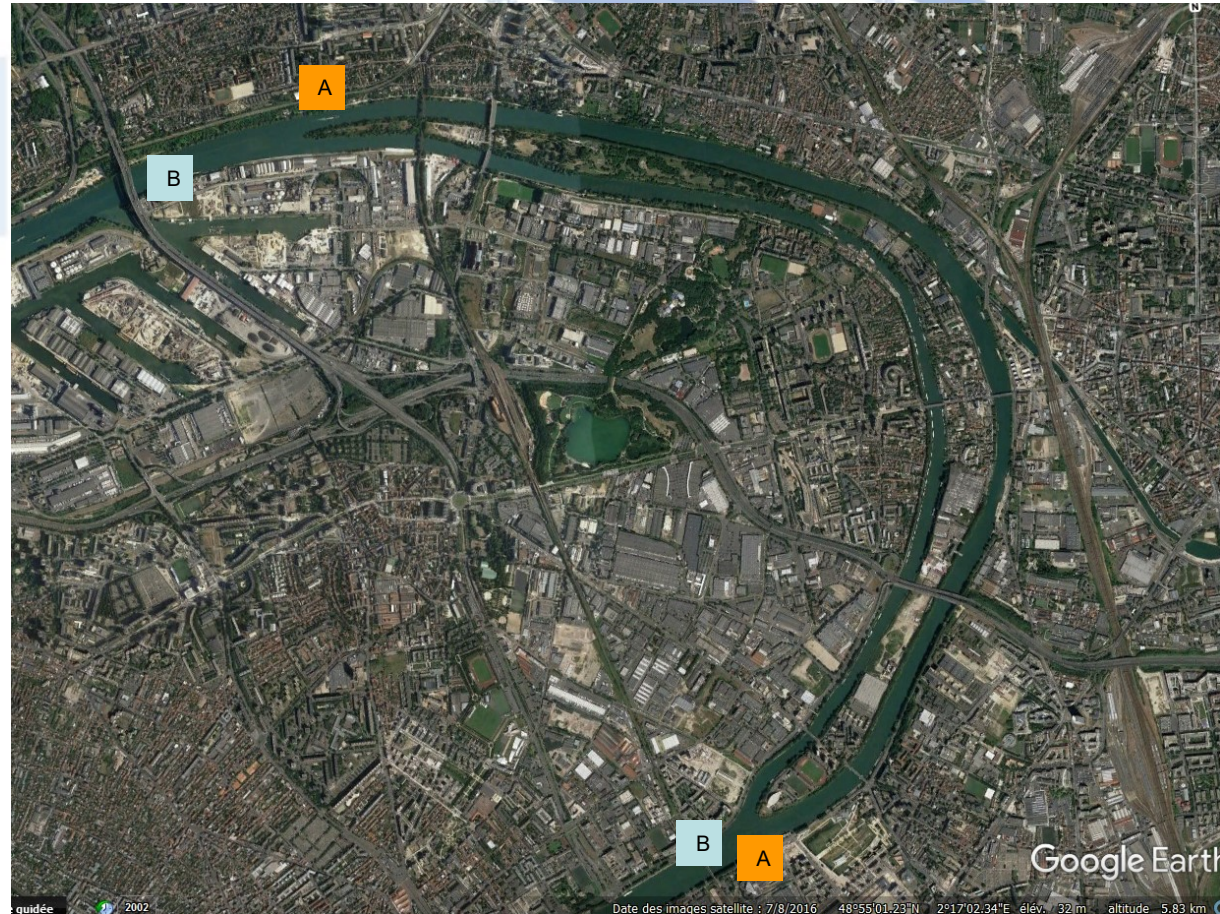 N
A
B
B
A
Google Earth
e guidée
2002
Date des images satellite : 7/8/2016 48°55'01.23"N 2°17'02.34"E élév. 32 m altitude 5.83 km